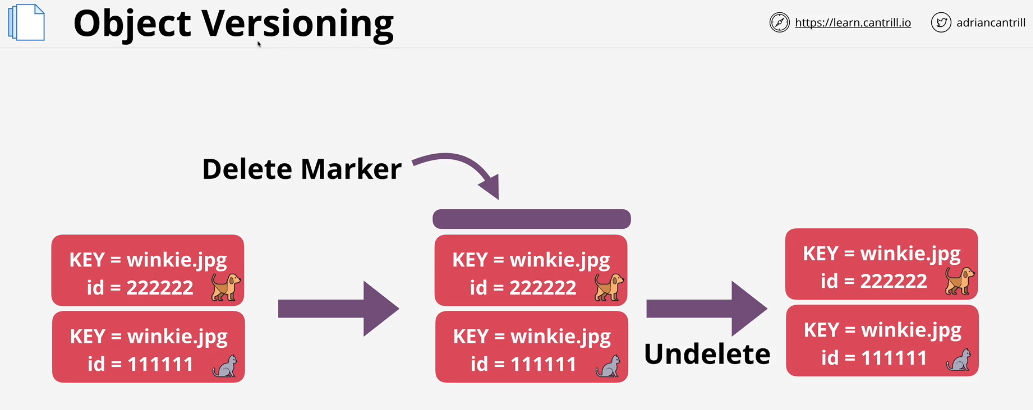 Object Versioning
https://learn.cantrill.io
adriancantrill
Delete Marker
KEY = winkie.jpg
id = 222222
KEY = winkie.jpg
id = 111111
KEY = winkie.jpg
id = 222222
KEY = winkie.jpg
id = 111111
Undelete
KEY = winkie.jpg
id = 222222
KEY = winkie.jpg
id = 111111